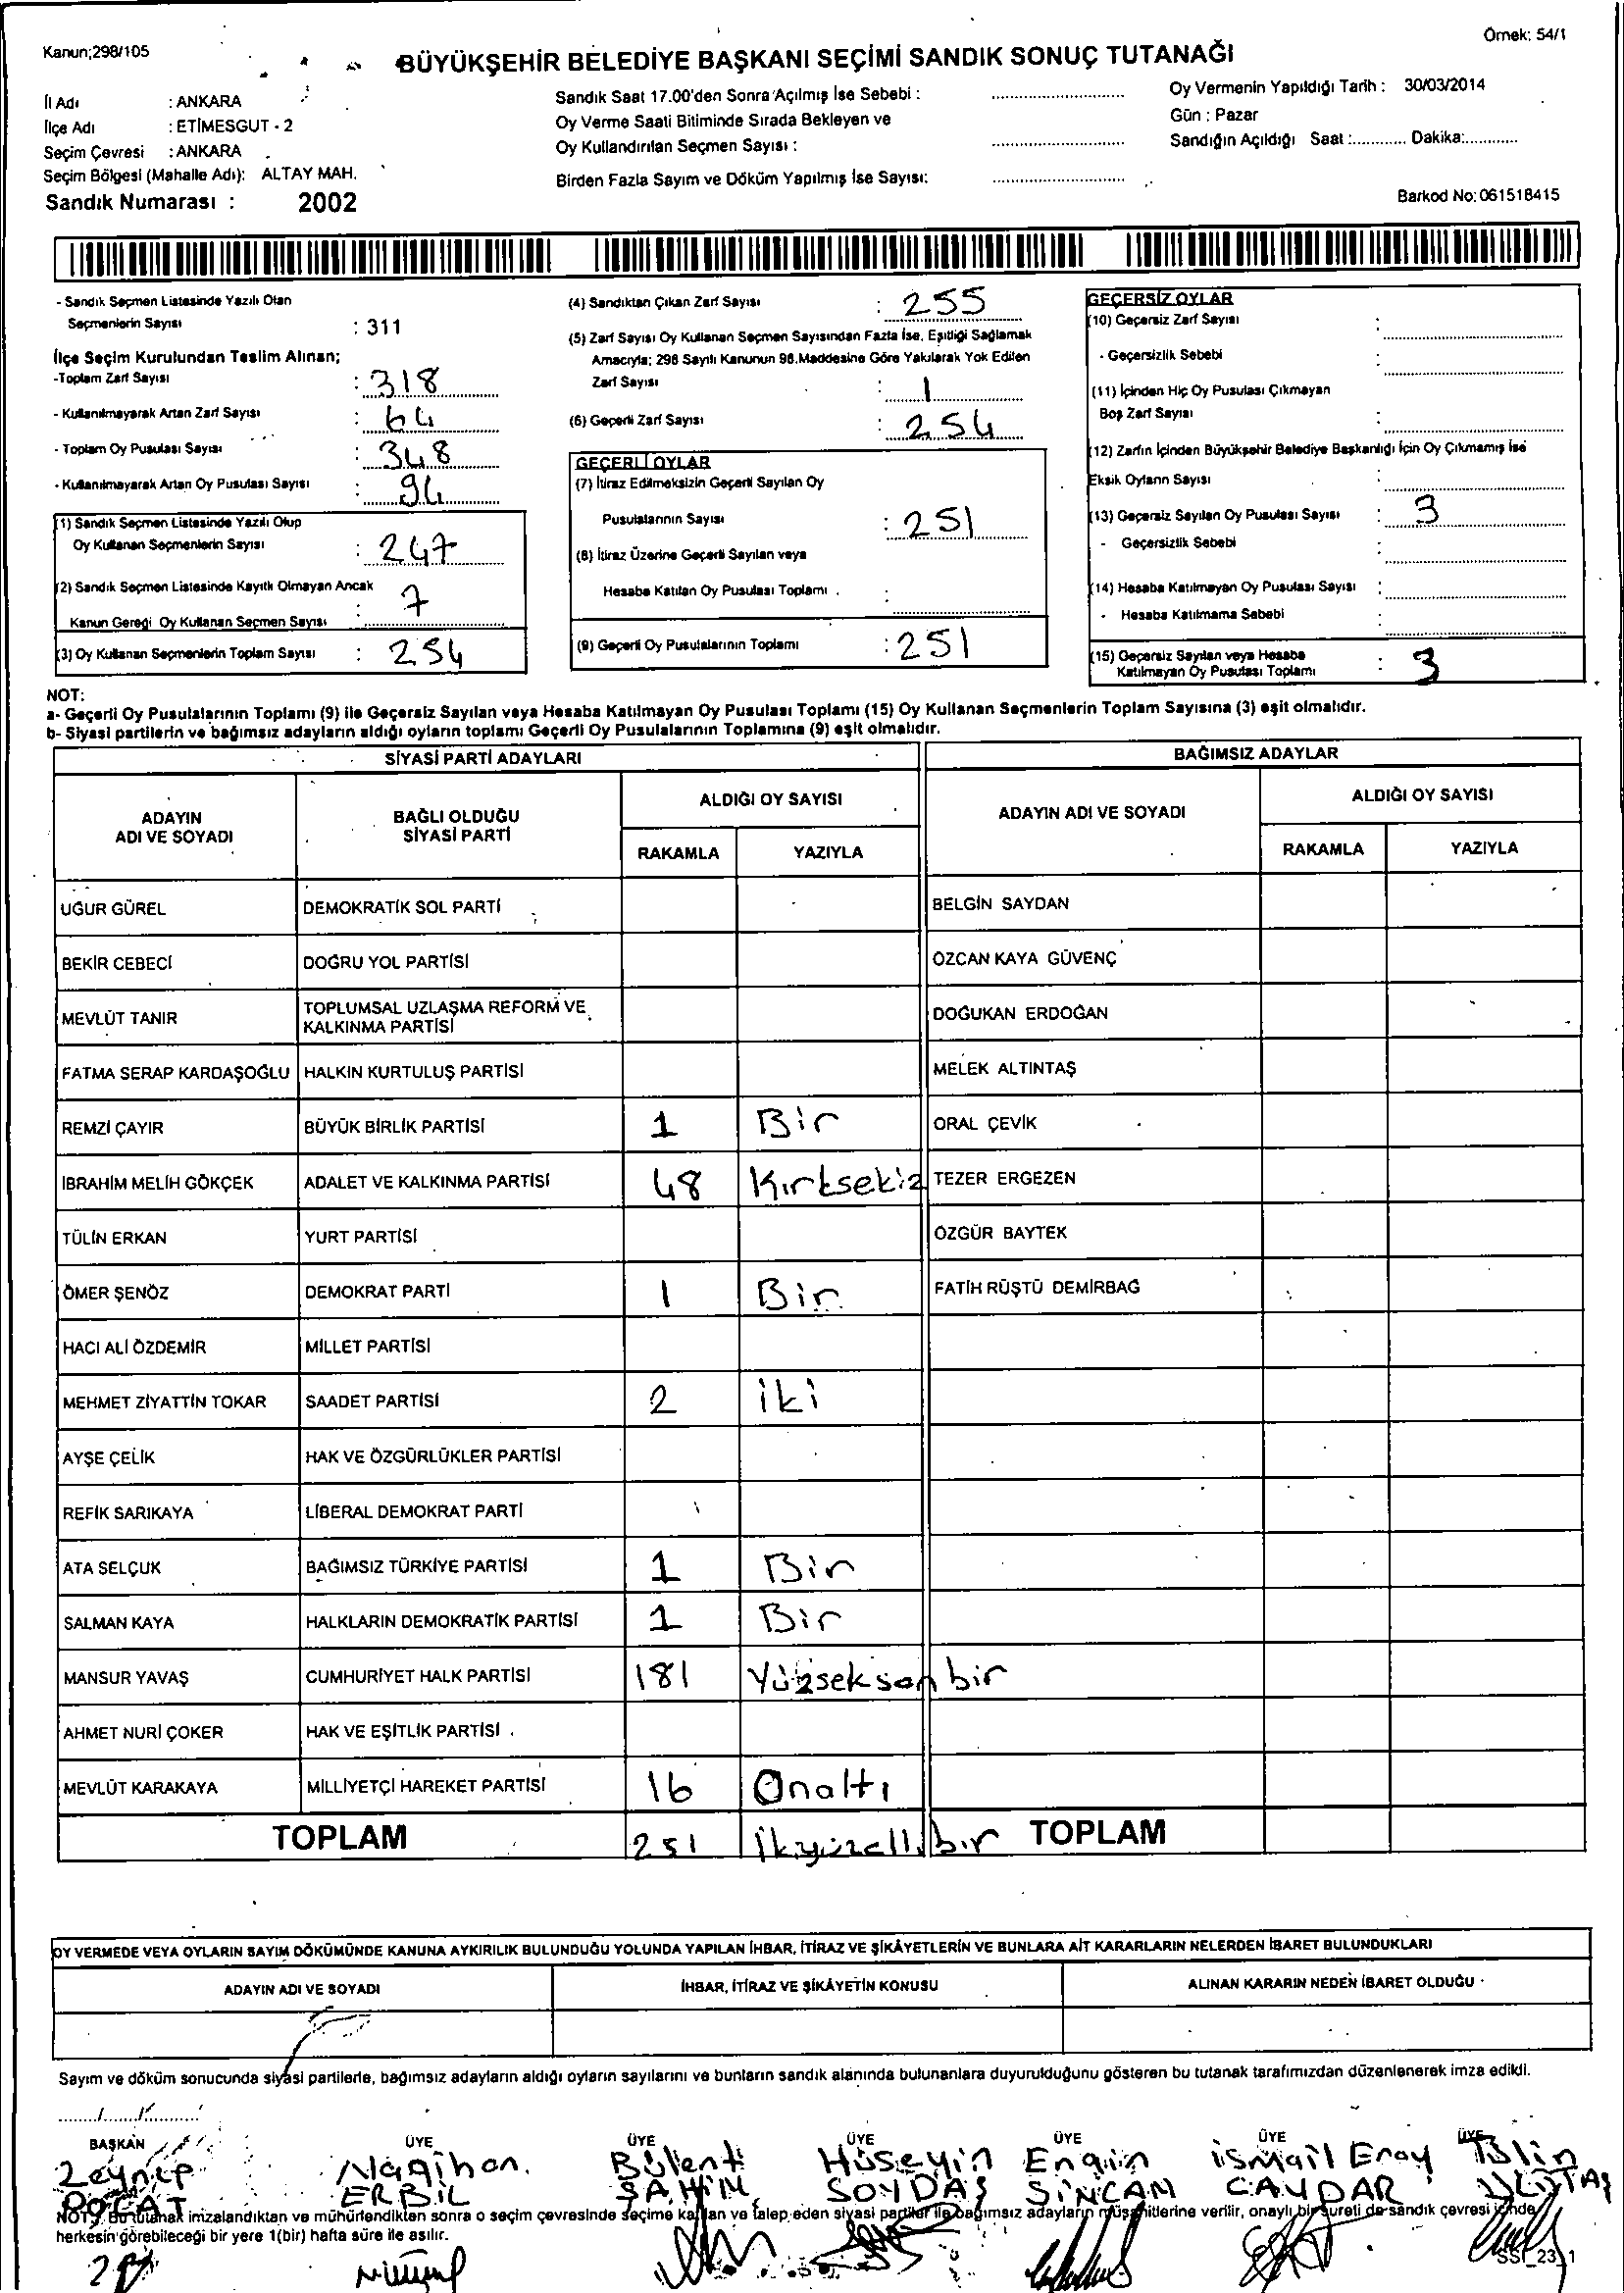 Kanun;298/105
Örnek: 54/1
BÜYÜKŞEHİR BELEDİYE BAŞKANI SEÇİMİ SANDIK SONUÇ TUTANAĞI
İl Adı : ANKARA
İlçe Adı : ETİMESGUT - 2
Seçim Çevresi : ANKARA
Seçim Bölgesi (Mahalle Adı): ALTAY MAH.
Sandık Numarası : 2002
Sandık Saat 17.00'den Sonra Açılmış İse Sebebi :
Oy Verme Saati Bitiminde Sırada Bekleyen ve
Oy Kullandırılan Seçmen Sayısı :
Birden Fazla Sayım ve Döküm Yapılmış İse Sayısı:
Oy Vermenin Yapıldığı Tarih : 30/03/2014
Gün : Pazar
Sandığın Açıldığı Saat :............ Dakika:............
Barkod No: 061518415
- Sandık Seçmen Listesinde Yazılı Olan
Seçmenlerin Sayısı : 311
İlçe Seçim Kurulundan Teslim Alınan;
-Toplam Zarf Sayısı : 318
- Kullanılmayarak Artan Zarf Sayısı : 64
- Toplam Oy Pusulası Sayısı : 348
- Kullanılmayarak Artan Oy Pusulası Sayısı : 94
(1) Sandık Seçmen Listesinde Yazılı Olup
Oy Kullanan Seçmenlerin Sayısı : 247
(2) Sandık Seçmen Listesinde Kayıtlı Olmayan Ancak
Kanun Gereği Oy Kullanan Seçmen Sayısı : 7
(3) Oy Kullanan Seçmenlerin Toplam Sayısı : 254
(4) Sandıktan Çıkan Zarf Sayısı : 255
(5) Zarf Sayısı Oy Kullanan Seçmen Sayısından Fazla İse, Eşitliği Sağlamak
Amacıyla; 298 Sayılı Kanunun 98.Maddesine Göre Yakılarak Yok Edilen
Zarf Sayısı : 1
(6) Geçerli Zarf Sayısı : 254
GEÇERLİ OYLAR
(7) İtiraz Edilmeksizin Geçerli Sayılan Oy
Pusulalarının Sayısı : 251
(8) İtiraz Üzerine Geçerli Sayılan veya
Hesaba Katılan Oy Pusulası Toplamı :
(9) Geçerli Oy Pusulalarının Toplamı : 251
GEÇERSİZ OYLAR
(10) Geçersiz Zarf Sayısı :
- Geçersizlik Sebebi :
(11) İçinden Hiç Oy Pusulası Çıkmayan
Boş Zarf Sayısı :
(12) Zarfın İçinden Büyükşehir Belediye Başkanlığı İçin Oy Çıkmamış İse
Eksik Oyların Sayısı :
(13) Geçersiz Sayılan Oy Pusulası Sayısı : 3
- Geçersizlik Sebebi :
(14) Hesaba Katılmayan Oy Pusulası Sayısı :
- Hesaba Katılmama Sebebi :
(15) Geçersiz Sayılan veya Hesaba
Katılmayan Oy Pusulası Toplamı : 3
NOT:
a- Geçerli Oy Pusulalarının Toplamı (9) ile Geçersiz Sayılan veya Hesaba Katılmayan Oy Pusulası Toplamı (15) Oy Kullanan Seçmenlerin Toplam Sayısına (3) eşit olmalıdır.
b- Siyasi partilerin ve bağımsız adayların aldığı oyların toplamı Geçerli Oy Pusulalarının Toplamına (9) eşit olmalıdır.
SİYASİ PARTİ ADAYLARI BAĞIMSIZ ADAYLAR
ADAYIN ADI VE SOYADI BAĞLI OLDUĞU SİYASİ PARTİ ALDIĞI OY SAYISI ADAYIN ADI VE SOYADI ALDIĞI OY SAYISI
RAKAMLA YAZIYLA RAKAMLA YAZIYLA
UĞUR GÜREL DEMOKRATİK SOL PARTİ BELGİN SAYDAN
BEKİR CEBECİ DOĞRU YOL PARTİSİ ÖZCAN KAYA GÜVENÇ
MEVLÜT TANIR TOPLUMSAL UZLAŞMA REFORM VE KALKINMA PARTİSİ DOĞUKAN ERDOĞAN
FATMA SERAP KARDAŞOĞLU HALKIN KURTULUŞ PARTİSİ MELEK ALTINTAŞ
REMZİ ÇAYIR BÜYÜK BİRLİK PARTİSİ 1 Bir ORAL ÇEVİK
İBRAHİM MELİH GÖKÇEK ADALET VE KALKINMA PARTİSİ 48 Kırksekiz TEZER ERGEZEN
TÜLİN ERKAN YURT PARTİSİ ÖZGÜR BAYTEK
ÖMER ŞENÖZ DEMOKRAT PARTİ 1 Bir FATİH RÜŞTÜ DEMİRBAĞ
HACI ALİ ÖZDEMİR MİLLET PARTİSİ
MEHMET ZİYATTİN TOKAR SAADET PARTİSİ 2 iki
AYŞE ÇELİK HAK VE ÖZGÜRLÜKLER PARTİSİ
REFİK SARIKAYA LİBERAL DEMOKRAT PARTİ
ATA SELÇUK BAĞIMSIZ TÜRKİYE PARTİSİ 1 Bir
SALMAN KAYA HALKLARIN DEMOKRATİK PARTİSİ 1 Bir
MANSUR YAVAŞ CUMHURİYET HALK PARTİSİ 181 Yüzseksenbir
AHMET NURİ ÇOKER HAK VE EŞİTLİK PARTİSİ
MEVLÜT KARAKAYA MİLLİYETÇİ HAREKET PARTİSİ 16 Onaltı
TOPLAM 251 İkiyüzellibir TOPLAM
OY VERMEDE VEYA OYLARIN SAYIM DÖKÜMÜNDE KANUNA AYKIRILIK BULUNDUĞU YOLUNDA YAPILAN İHBAR, İTİRAZ VE ŞİKÂYETLERİN VE BUNLARA AİT KARARLARIN NELERDEN İBARET BULUNDUKLARI
ADAYIN ADI VE SOYADI İHBAR, İTİRAZ VE ŞİKÂYETİN KONUSU ALINAN KARARIN NEDEN İBARET OLDUĞU
Sayım ve döküm sonucunda siyasi partilerle, bağımsız adayların aldığı oyların sayılarını ve bunların sandık alanında bulunanlara duyurulduğunu gösteren bu tutanak tarafımızdan düzenlenerek imza edildi.
BAŞKAN ÜYE ÜYE ÜYE ÜYE ÜYE ÜYE
Zeynep Nagihan Bülent Hüseyin Engin ismail Eray Tülin
POLAT ERBİL ŞAHİN SOYDAŞ SİNCAN ÇAYDAR
NOT: Bu tutanak imzalandıktan ve mühürlendikten sonra o seçim çevresinde seçime katılan ve talep eden siyasi partiler ile bağımsız adayların müşahitlerine verilir, onaylı bir sureti de sandık çevresi içinde
herkesin görebileceği bir yere 1(bir) hafta süre ile asılır.